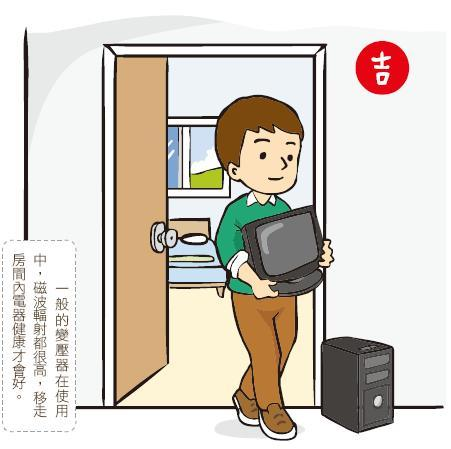 吉
一般的變壓器在使用
中，磁波輻射都很高，移走
房間內電器健康才會好。